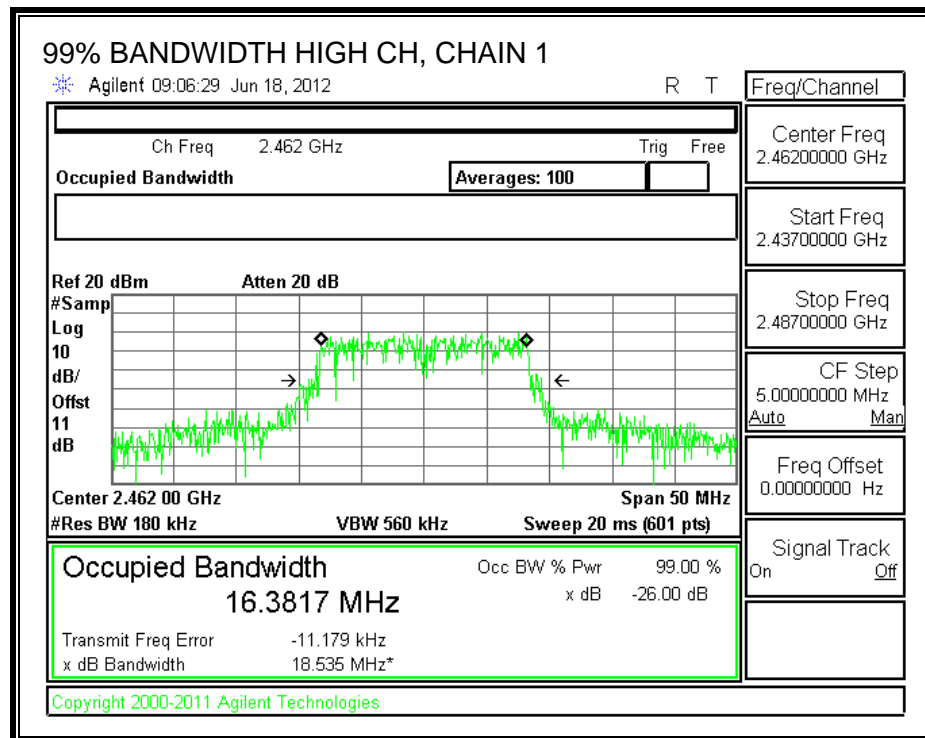 99% BANDWIDTH HIGH CH, CHAIN 1
Agilent 09:06:29 Jun 18, 2012 R T
Freq/Channel
Ch Freq 2.462 GHz Trig Free
Occupied Bandwidth Averages: 100
Center Freq
2.46200000 GHz
Start Freq
2.43700000 GHz
Stop Freq
2.48700000 GHz
CF Step
5.00000000 MHz
Auto Man
Freq Offset
0.00000000 Hz
Signal Track
On Off
Ref 20 dBm Atten 20 dB
#Samp
Log
10
dB/
Offst
11
dB
Center 2.462 00 GHz Span 50 MHz
#Res BW 180 kHz VBW 560 kHz Sweep 20 ms (601 pts)
Occupied Bandwidth Occ BW % Pwr 99.00 %
16.3817 MHz x dB -26.00 dB
Transmit Freq Error -11.179 kHz
x dB Bandwidth 18.535 MHz*
Copyright 2000-2011 Agilent Technologies